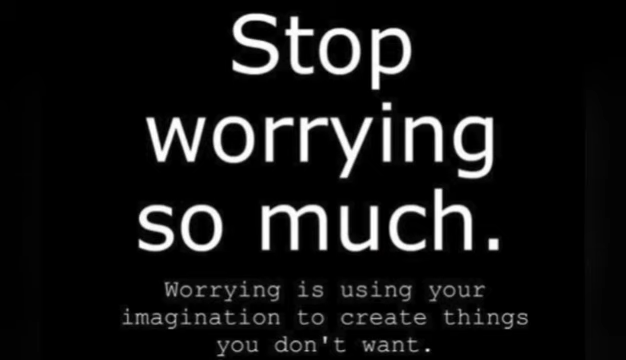 Stop
worrying
so much.
Worrying is using your
imagination to create things
you don't want.